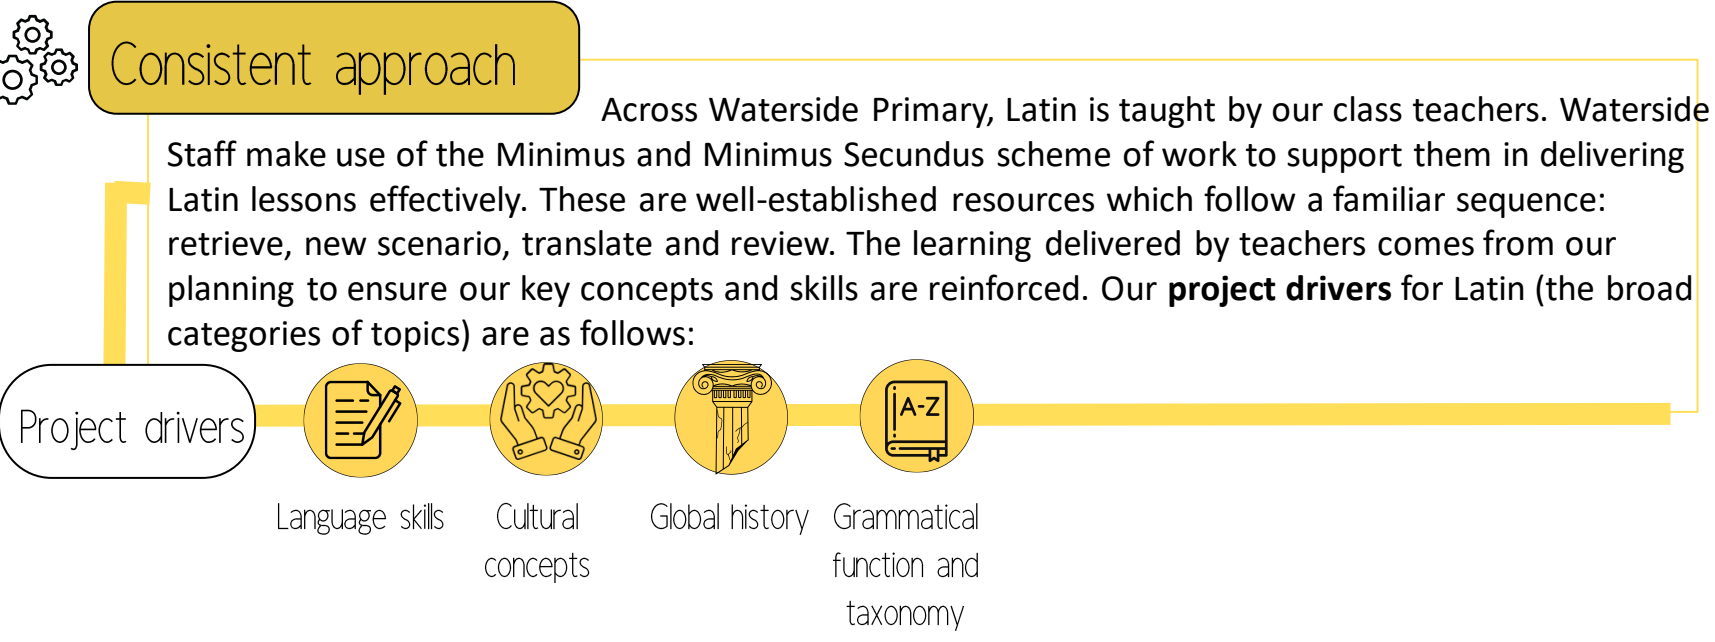 Consistent approach
Across Waterside Primary, Latin is taught by our class teachers. Waterside
Staff make use of the Minimus and Minimus Secundus scheme of work to support them in delivering
Latin lessons effectively. These are well-established resources which follow a familiar sequence:
retrieve, new scenario, translate and review. The learning delivered by teachers comes from our
planning to ensure our key concepts and skills are reinforced. Our project drivers for Latin (the broad
categories of topics) are as follows:
Project drivers
A-Z
Language skills
Cultural
concepts
Global history
Grammatical
function and
taxonomy